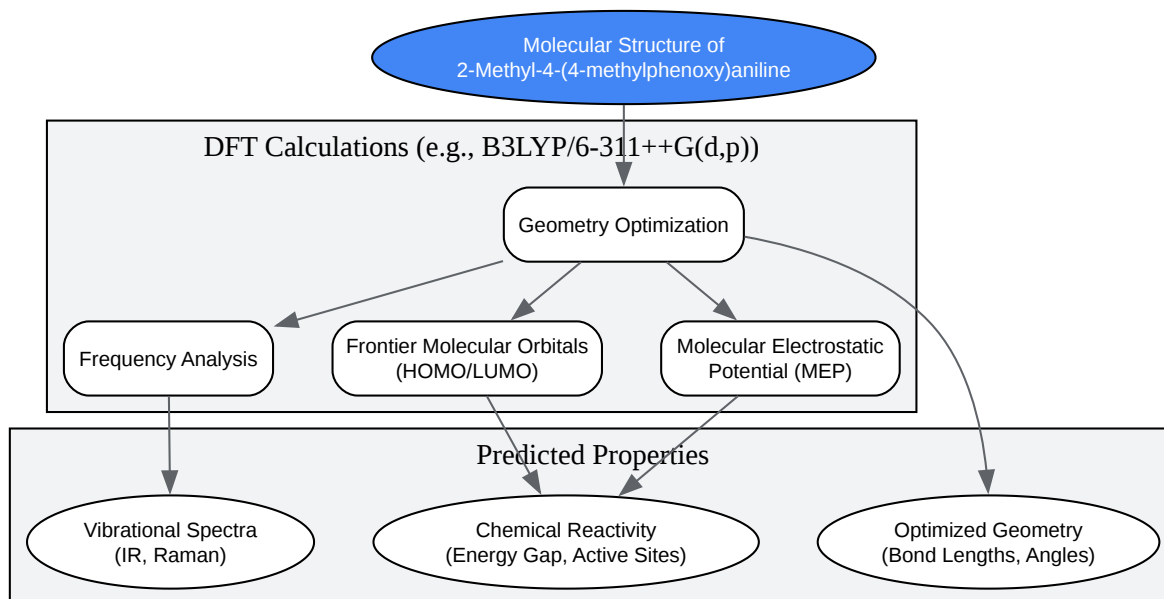 Molecular Structure of
2-Methyl-4-(4-methylphenoxy)aniline
DFT Calculations (e.g., B3LYP/6-311++G(d,p))
Geometry Optimization
Frequency Analysis
Frontier Molecular Orbitals
(HOMO/LUMO)
Molecular Electrostatic
Potential (MEP)
Predicted Properties
Vibrational Spectra
(IR, Raman)
Chemical Reactivity
(Energy Gap, Active Sites)
Optimized Geometry
(Bond Lengths, Angles)